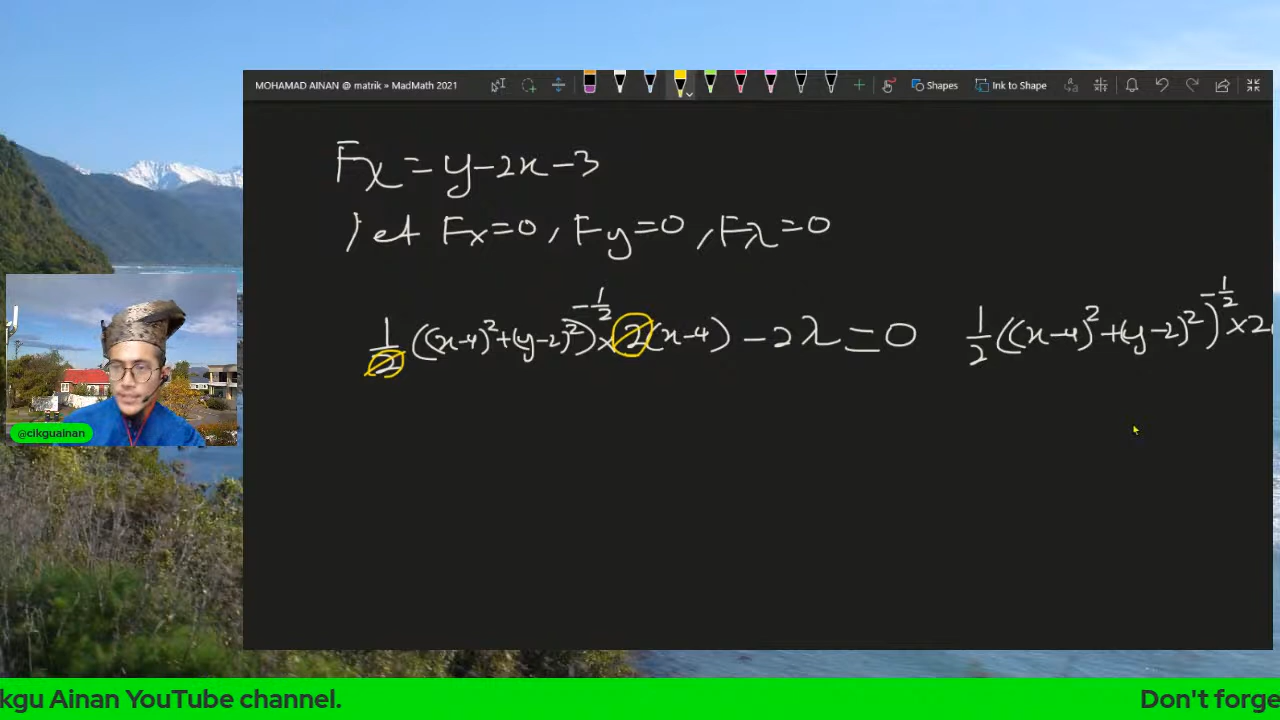 MOHAMAD AINAN @ matrik » MadMath 2021
Shapes
Ink to Shape
Fλ = y - 2x - 3
let Fx = 0, Fy = 0, Fλ = 0
1/2 ((x-4)² + (y-2)²)^(-1/2) × 2(x-4) - 2λ = 0
1/2 ((x-4)² + (y-2)²)^(-1/2) × 2
@cikguainan
kgu Ainan YouTube channel.
Don't forge